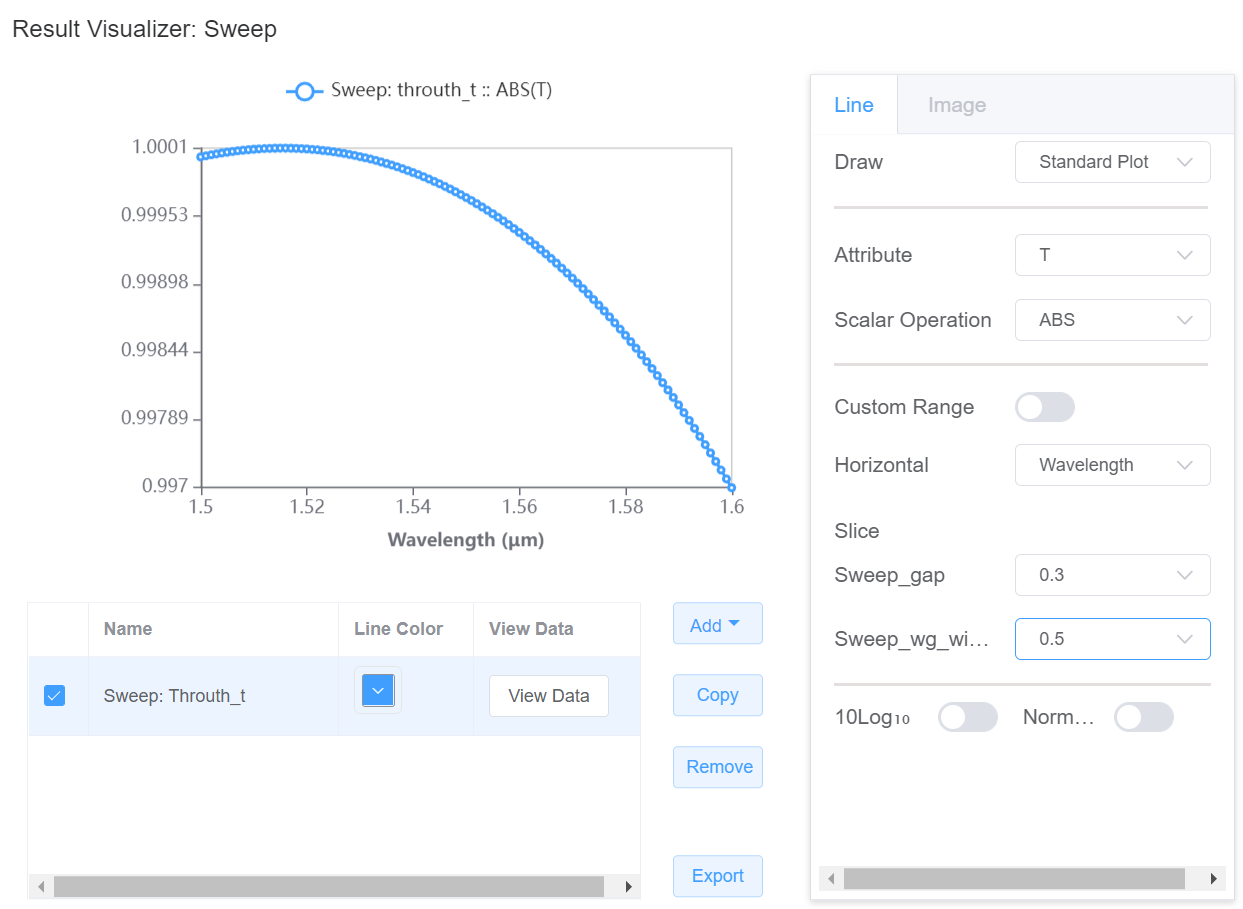 Result Visualizer: Sweep
Sweep: throuth_t :: ABS(T)
1.0001
0.99953
0.99898
0.99844
0.99789
0.997
1.5 1.52 1.54 1.56 1.58 1.6
Wavelength (μm)
Name Line Color View Data
Sweep: Throuth_t View Data
Add
Copy
Remove
Export
Line Image
Draw Standard Plot
Attribute T
Scalar Operation ABS
Custom Range
Horizontal Wavelength
Slice
Sweep_gap 0.3
Sweep_wg_wi... 0.5
10Log₁₀ Norm...